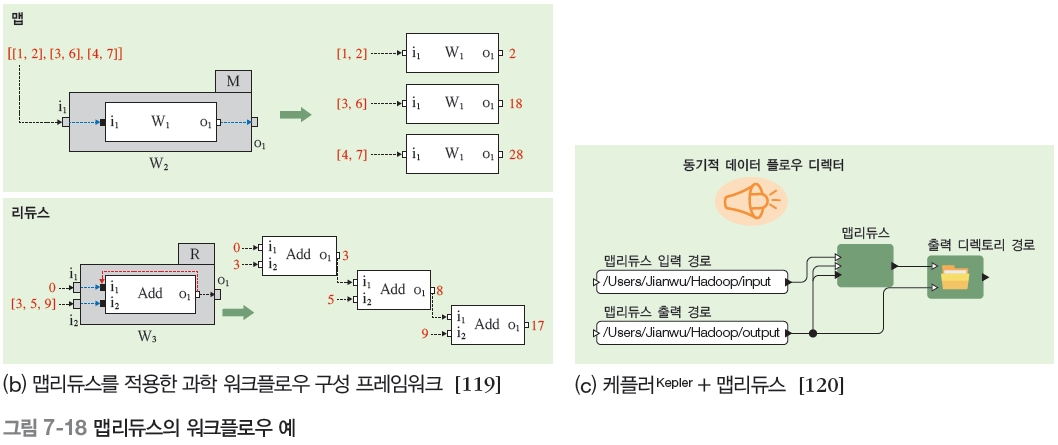 맵
[[1, 2], [3, 6], [4, 7]]
M
i1
i1 W1 o1
o1
W2
[1, 2] i1 W1 o1 2
[3, 6] i1 W1 o1 18
[4, 7] i1 W1 o1 28
리듀스
R
i1
0
[3, 5, 9]
i2
i1 Add o1
i2
o1
W3
0 i1 Add o1 3
3 i2
i1 Add o1 8
5 i2
i1 Add o1 17
9 i2
(b) 맵리듀스를 적용한 과학 워크플로우 구성 프레임워크 [119]
동기적 데이터 플로우 디렉터
맵리듀스
출력 디렉토리 경로
맵리듀스 입력 경로
/Users/Jianwu/Hadoop/input
맵리듀스 출력 경로
/Users/Jianwu/Hadoop/output
(c) 케플러Kepler + 맵리듀스 [120]
그림 7-18 맵리듀스의 워크플로우 예